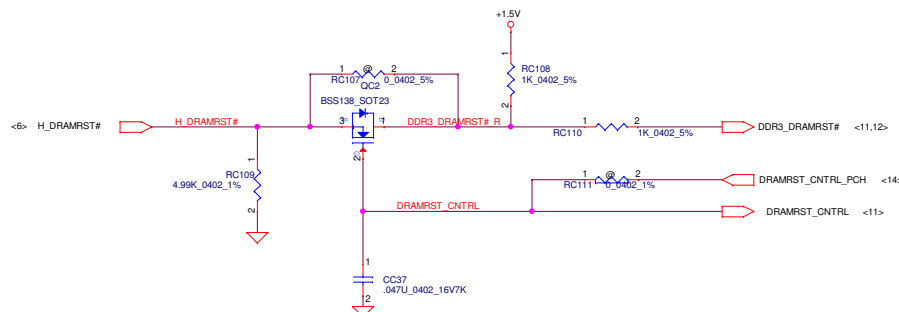 +1.5V
1 @ 2
RC107 0_0402_5%
QC2
BSS138_SOT23
1
RC108
1K_0402_5%
2
<6> H_DRAMRST#
H_DRAMRST#
3
1
DDR3_DRAMRST#_R
1 2
RC110 1K_0402_5%
DDR3_DRAMRST# <11,12>
2
1
RC109
4.99K_0402_1%
2
1 @ 2
RC111 0_0402_1%
DRAMRST_CNTRL_PCH <14>
DRAMRST_CNTRL
DRAMRST_CNTRL <11>
1
CC37
.047U_0402_16V7K
2